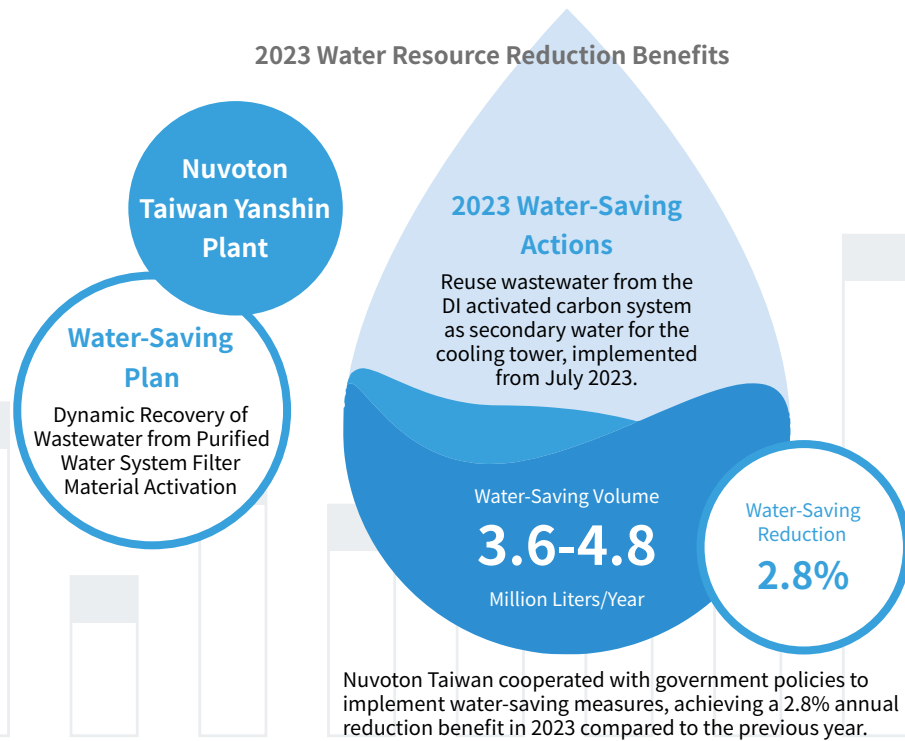 2023 Water Resource Reduction Benefits
Nuvoton
Taiwan Yanshin
Plant
Water-Saving
Plan
Dynamic Recovery of
Wastewater from Purified
Water System Filter
Material Activation
2023 Water-Saving
Actions
Reuse wastewater from the
DI activated carbon system
as secondary water for the
cooling tower, implemented
from July 2023.
Water-Saving Volume
3.6-4.8
Million Liters/Year
Water-Saving
Reduction
2.8%
Nuvoton Taiwan cooperated with government policies to
implement water-saving measures, achieving a 2.8% annual
reduction benefit in 2023 compared to the previous year.